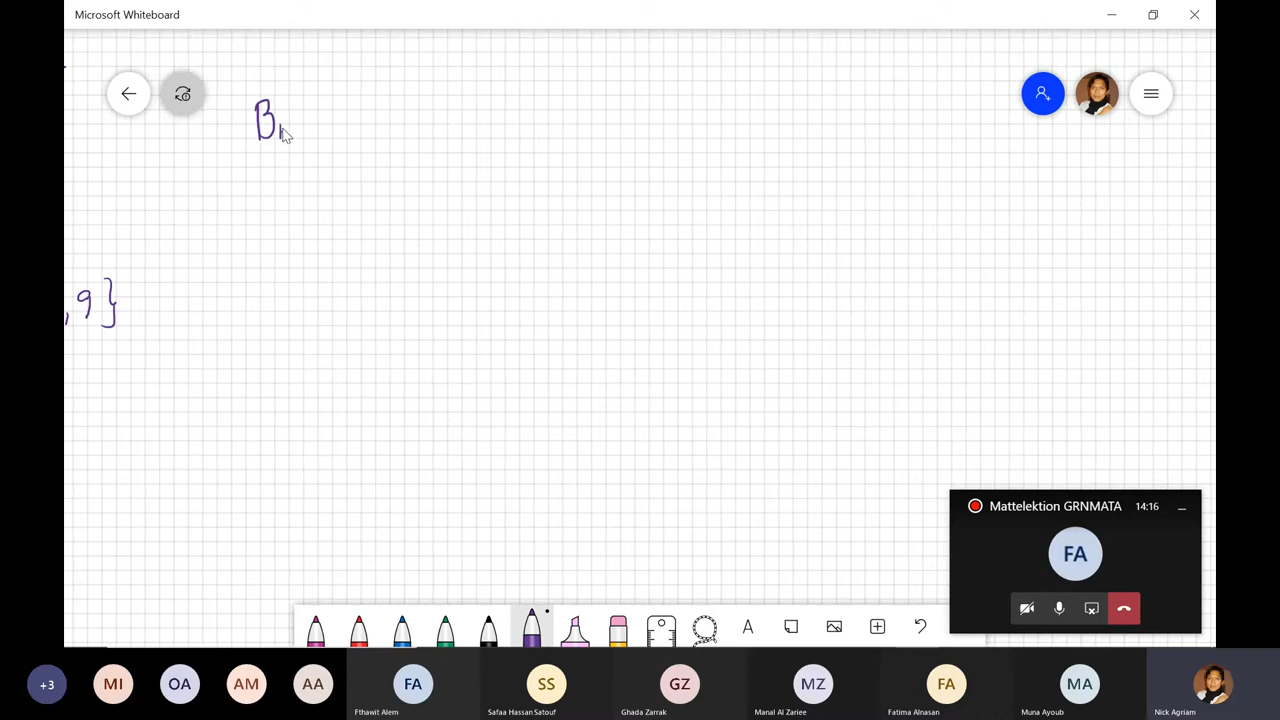 Microsoft Whiteboard
B
, 9 }
A
Mattelektion GRNMATA 14:16
FA
+3 MI OA AM AA FA SS GZ MZ FA MA
Fthawit Alem Safaa Hassan Satouf Ghada Zarrak Manal Al Zariee Fatima Alnasan Muna Ayoub Nick Agriam